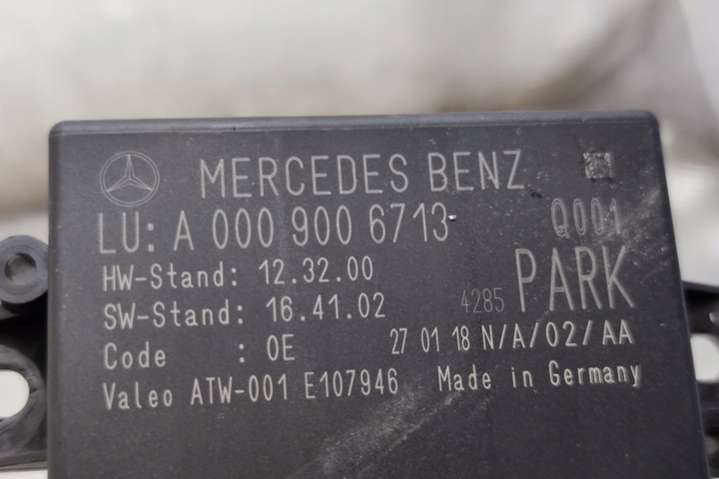 MERCEDES BENZ
LU: A 000 900 6713 Q001
HW-Stand: 12.32.00
SW-Stand: 16.41.02 4285 PARK
Code : 0E 27 01 18 N/A/02/AA
Valeo ATW-001 E107946 Made in Germany